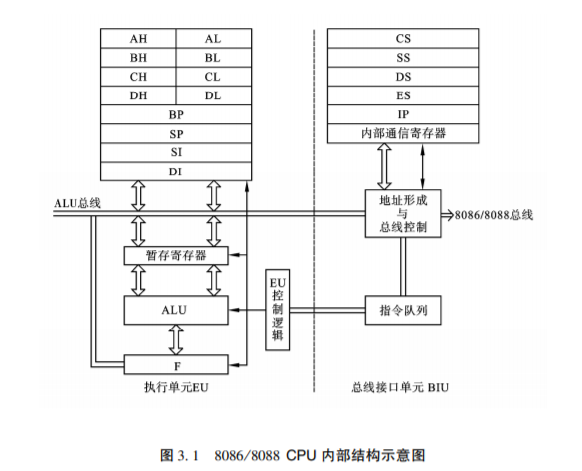 AH AL
BH BL
CH CL
DH DL
BP
SP
SI
DI
CS
SS
DS
ES
IP
内部通信寄存器
ALU总线
地址形成
与
总线控制
8086/8088总线
暂存寄存器
EU
控
制
逻
辑
ALU
指令队列
F
执行单元EU
总线接口单元 BIU
图 3.1 8086/8088 CPU 内部结构示意图